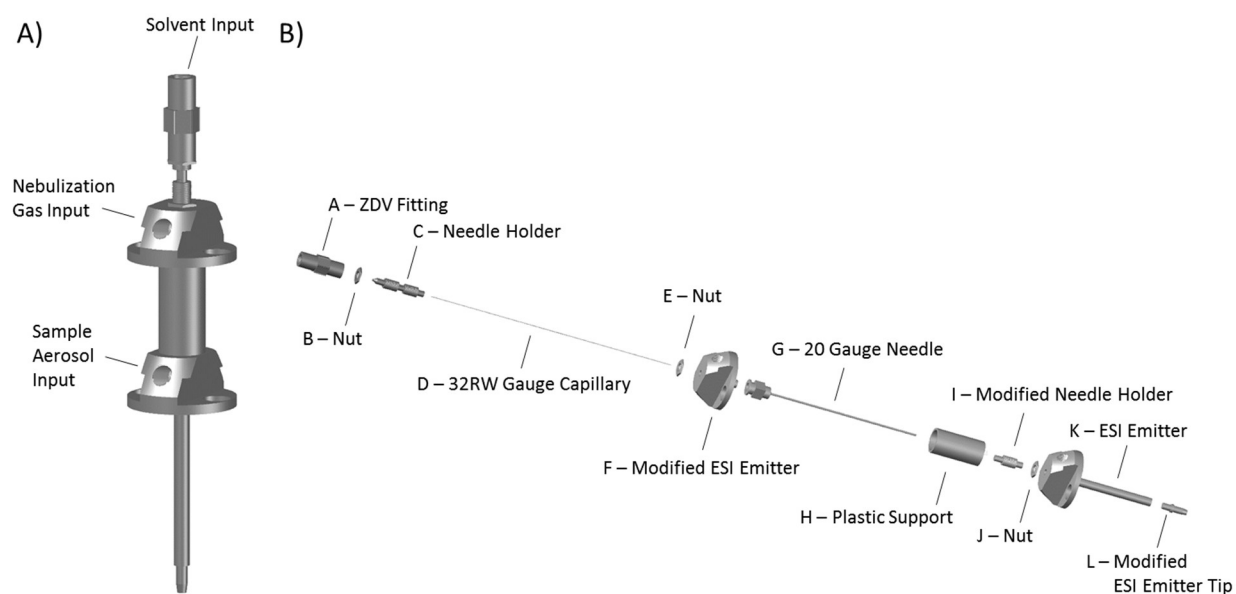 A)
Solvent Input
Nebulization
Gas Input
Sample
Aerosol
Input
B)
A – ZDV Fitting
C – Needle Holder
B – Nut
E – Nut
D – 32RW Gauge Capillary
G – 20 Gauge Needle
F – Modified ESI Emitter
I – Modified Needle Holder
K – ESI Emitter
H – Plastic Support
J – Nut
L – Modified
ESI Emitter Tip